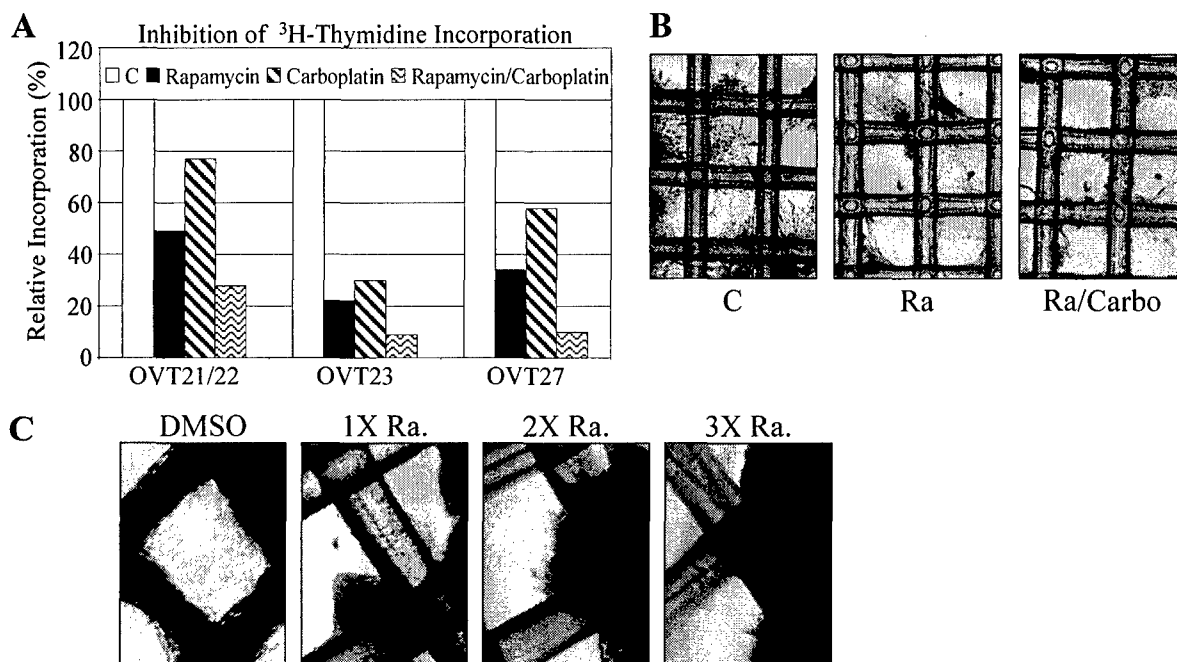 A
Inhibition of ³H-Thymidine Incorporation
Relative Incorporation (%)
120
100
80
60
40
20
0
C Rapamycin Carboplatin Rapamycin/Carboplatin
OVT21/22 OVT23 OVT27
B
C Ra Ra/Carbo
C
DMSO 1X Ra. 2X Ra. 3X Ra.